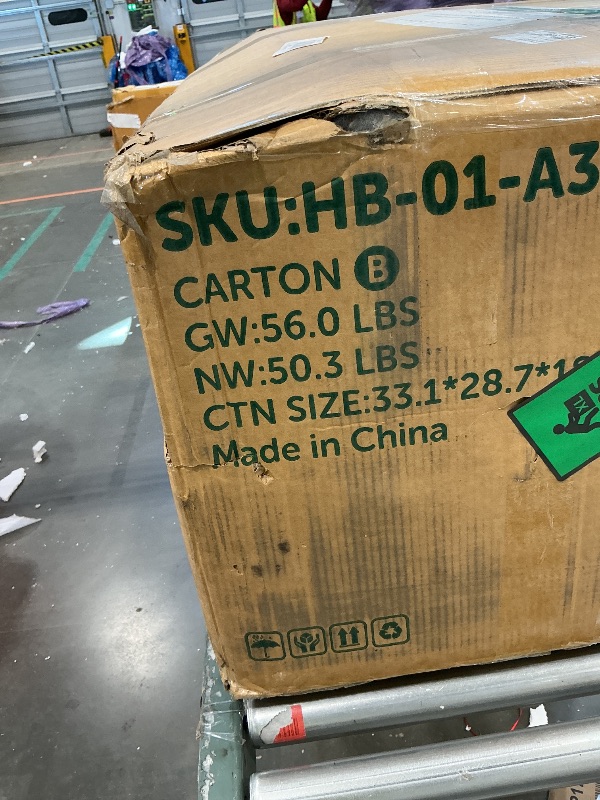 SKU:HB-01-A3
CARTON B
GW:56.0 LBS
NW:50.3 LBS
CTN SIZE:33.1*28.7*1
Made in China